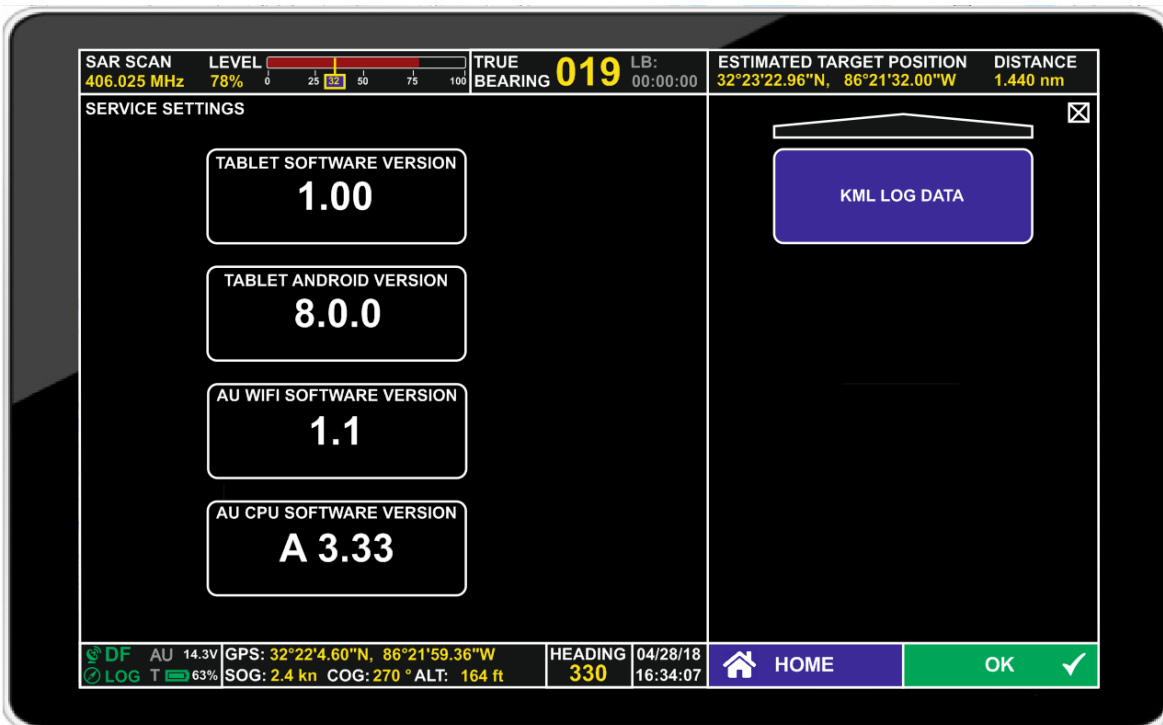 SAR SCAN LEVEL TRUE BEARING 019 LB: ESTIMATED TARGET POSITION DISTANCE
406.025 MHz 78% 0 25 32 50 75 100 00:00:00 32°23'22.96"N, 86°21'32.00"W 1.440 nm
SERVICE SETTINGS
TABLET SOFTWARE VERSION
1.00
TABLET ANDROID VERSION
8.0.0
AU WIFI SOFTWARE VERSION
1.1
AU CPU SOFTWARE VERSION
A 3.33
KML LOG DATA
DF AU 14.3V GPS: 32°22'4.60"N, 86°21'59.36"W HEADING 04/28/18
LOG T 63% SOG: 2.4 kn COG: 270 ° ALT: 164 ft 330 16:34:07
HOME OK